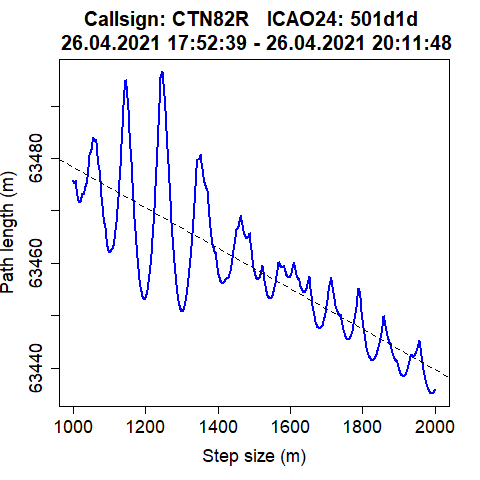 Callsign: CTN82R   ICAO24: 501d1d
26.04.2021 17:52:39 - 26.04.2021 20:11:48
Path length (m)
63480
63460
63440
1000 1200 1400 1600 1800 2000
Step size (m)